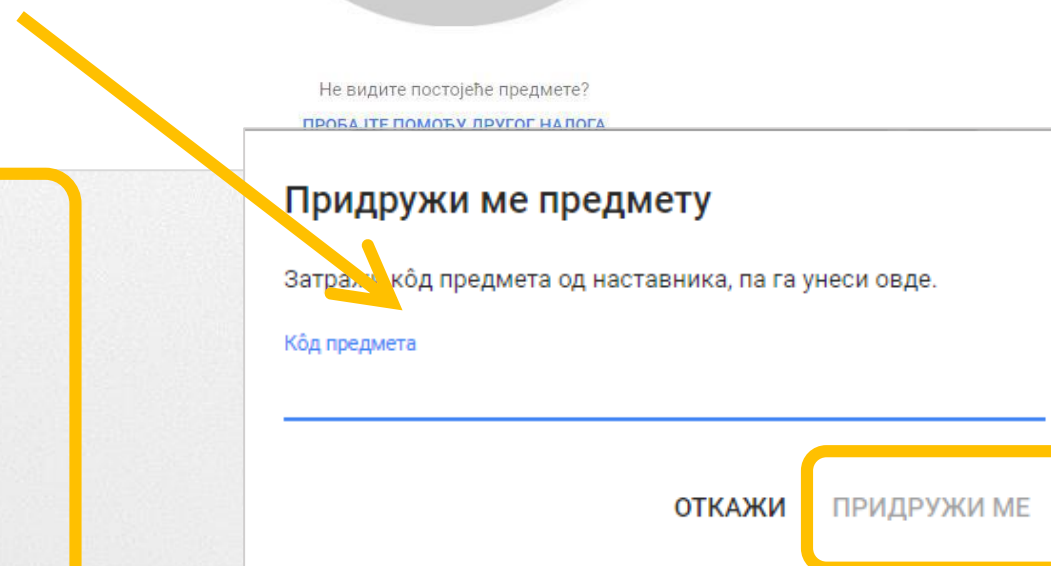 Не видите постојеће предмете?
ПРОБАЈТЕ ПОМОЋУ ДРУГОГ НАЛОГА
Придружи ме предмету
Затражи кôд предмета од наставника, па га унеси овде.
Кôд предмета
ОТКАЖИ ПРИДРУЖИ МЕ